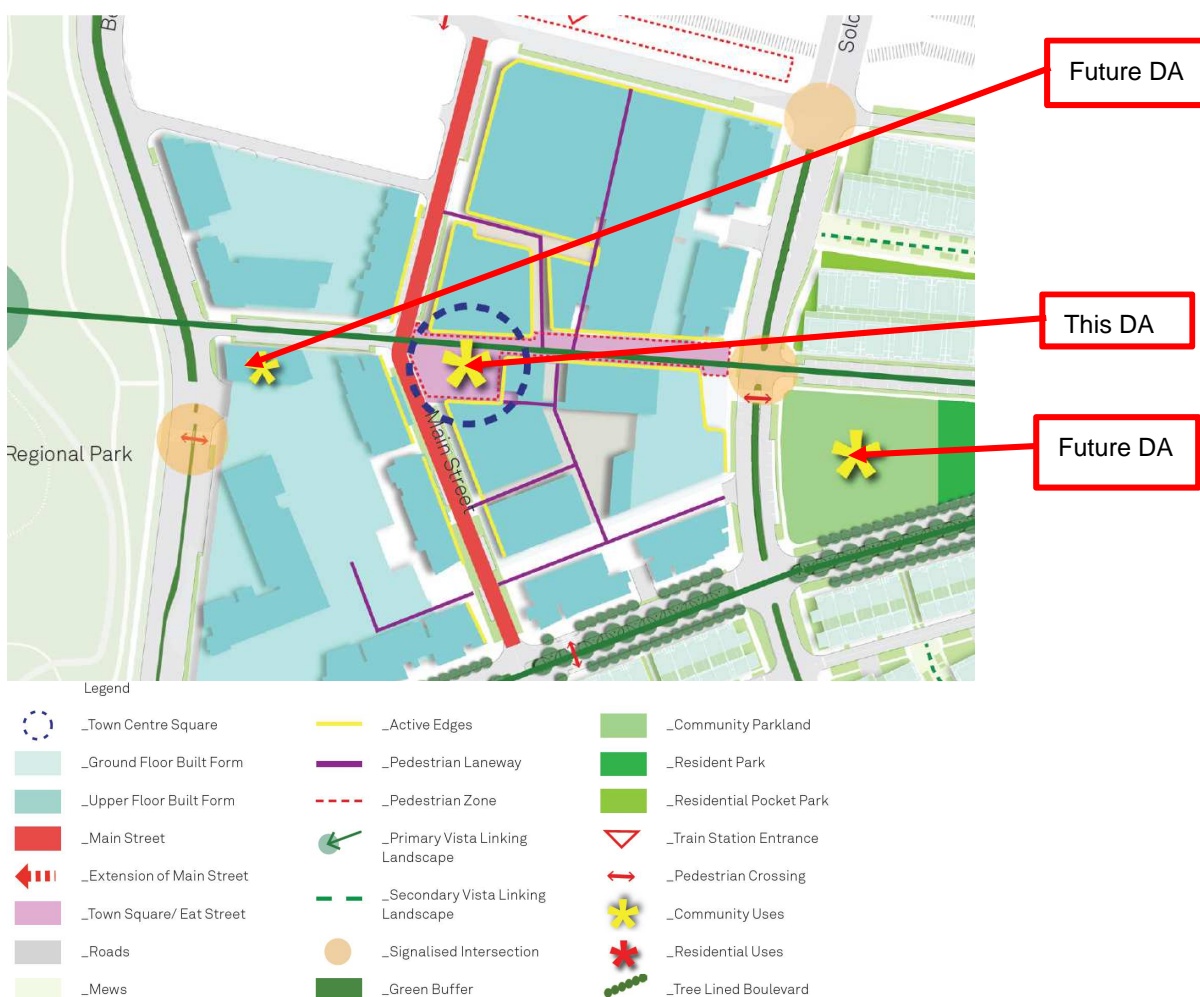 Future DA
This DA
Future DA
Main Street
Regional Park
Legend
_Town Centre Square
_Ground Floor Built Form
_Upper Floor Built Form
_Main Street
_Extension of Main Street
_Town Square/ Eat Street
_Roads
_Mews
_Active Edges
_Pedestrian Laneway
_Pedestrian Zone
_Primary Vista Linking
Landscape
_Secondary Vista Linking
Landscape
_Signalised Intersection
_Green Buffer
_Community Parkland
_Resident Park
_Residential Pocket Park
_Train Station Entrance
_Pedestrian Crossing
_Community Uses
_Residential Uses
_Tree Lined Boulevard